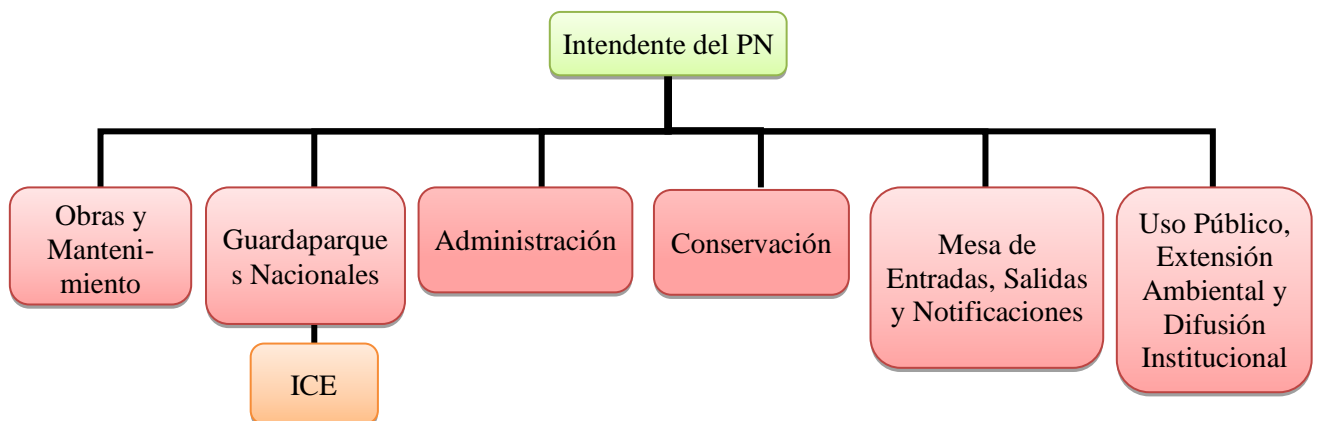 Intendente del PN
Obras y
Manteni-
miento
Guardaparque
s Nacionales
Administración
Conservación
Mesa de
Entradas, Salidas
y Notificaciones
Uso Público,
Extensión
Ambiental y
Difusión
Institucional
ICE